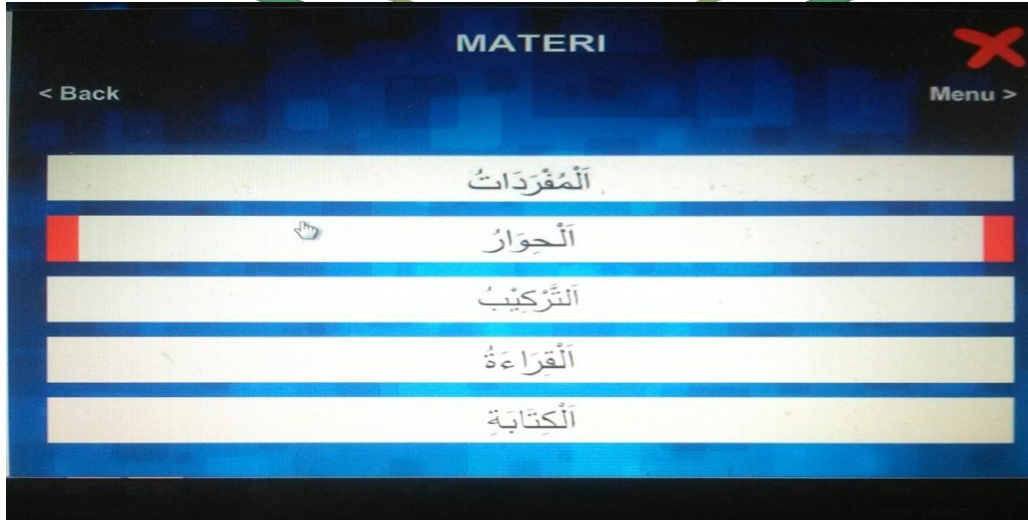 MATERI
< Back
Menu >
اَلْمُفْرَدَاتُ
اَلْحِوَارُ
اَلتَّرْكِيْبُ
اَلْقِرَاءَةُ
اَلْكِتَابَةِ